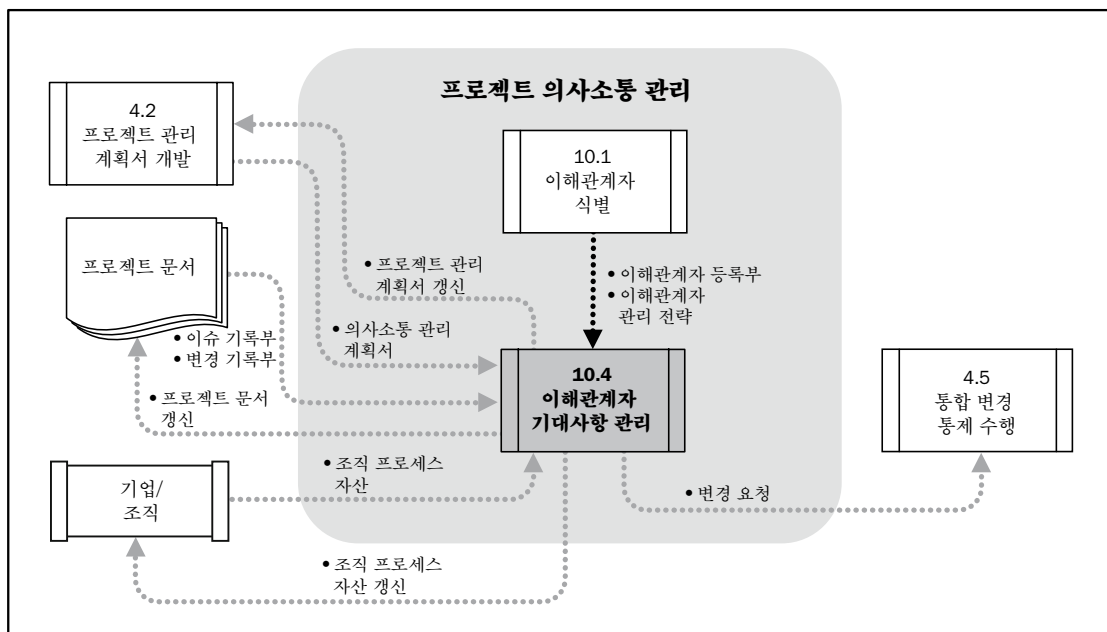 프로젝트 의사소통 관리
4.2
프로젝트 관리
계획서 개발
10.1
이해관계자
식별
프로젝트 문서
• 프로젝트 관리
계획서 갱신
• 이해관계자 등록부
• 이해관계자
관리 전략
• 이슈 기록부
• 변경 기록부
• 의사소통 관리
계획서
10.4
이해관계자
기대사항 관리
4.5
통합 변경
통제 수행
• 프로젝트 문서
갱신
기업/
조직
• 조직 프로세스
자산
• 변경 요청
• 조직 프로세스
자산 갱신